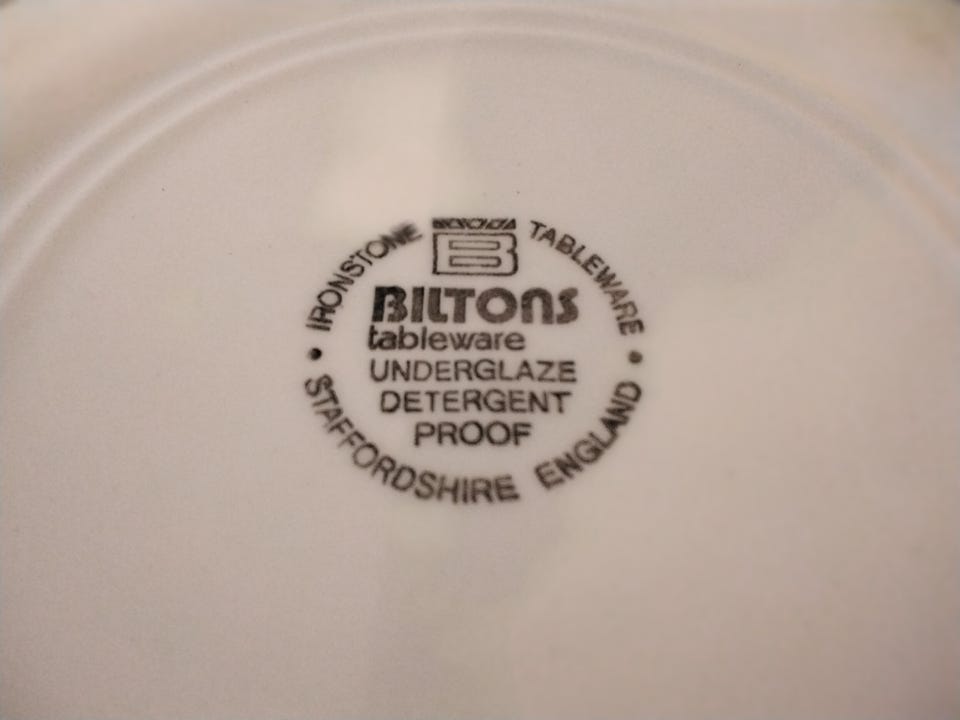 IRONSTONE TABLEWARE
B
BILTONS
tableware
UNDERGLAZE
DETERGENT
PROOF
STAFFORDSHIRE ENGLAND